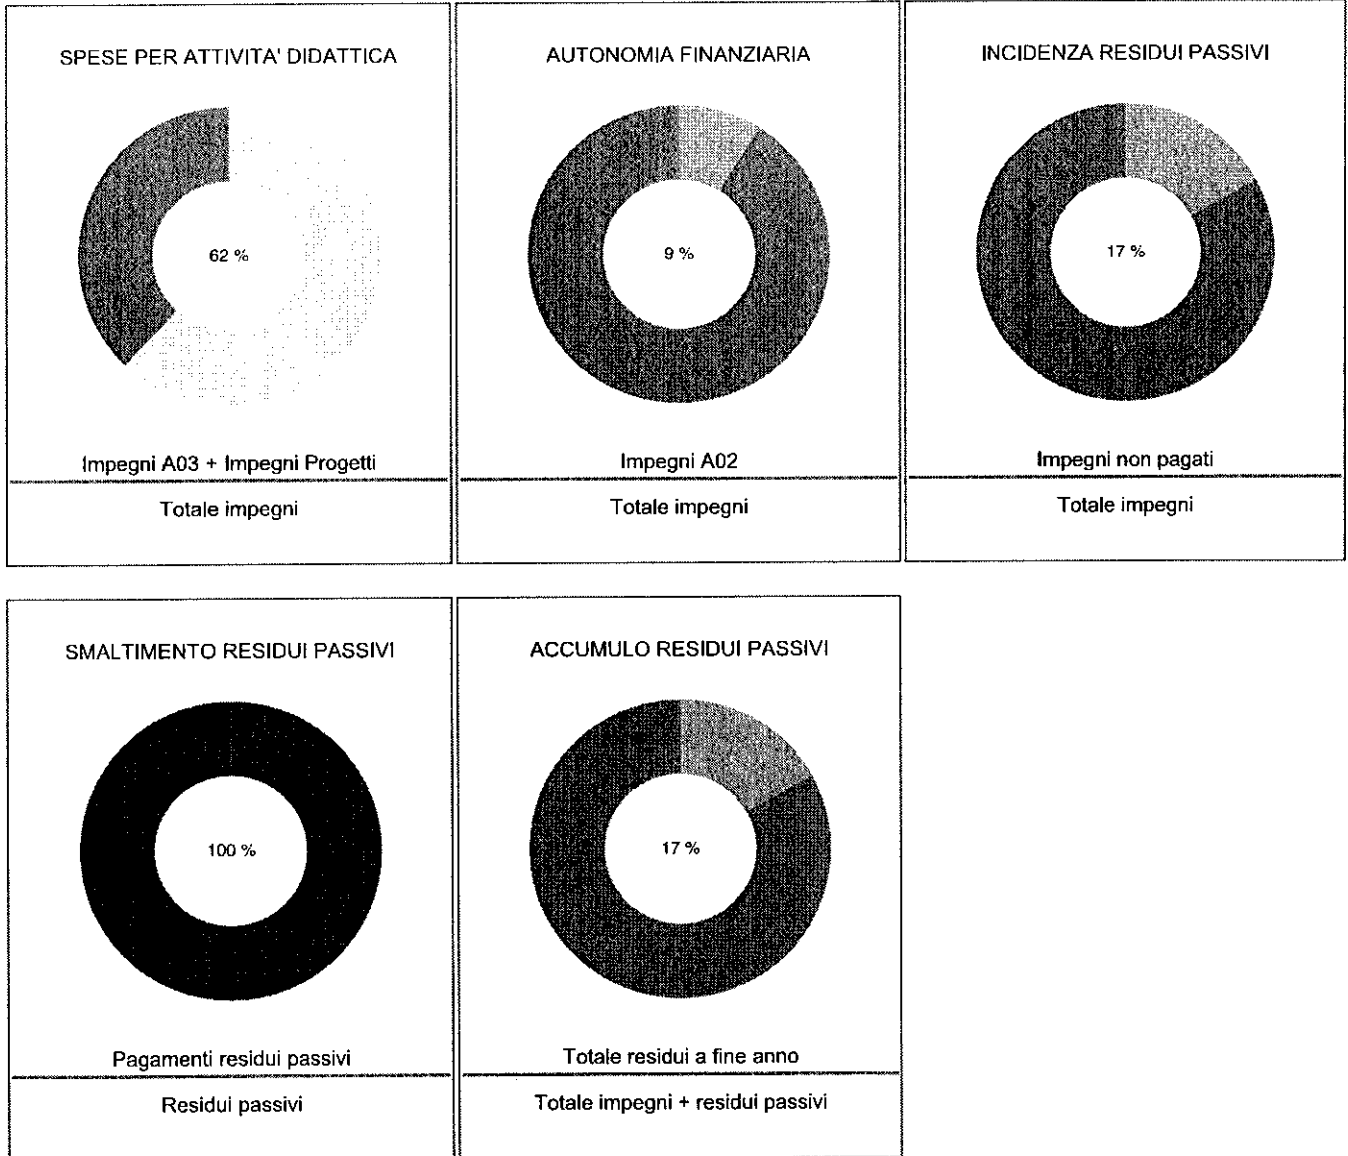 SPESE PER ATTIVITA' DIDATTICA
62 %
Impegni A03 + Impegni Progetti
Totale impegni
AUTONOMIA FINANZIARIA
9 %
Impegni A02
Totale impegni
INCIDENZA RESIDUI PASSIVI
17 %
Impegni non pagati
Totale impegni
SMALTIMENTO RESIDUI PASSIVI
100 %
Pagamenti residui passivi
Residui passivi
ACCUMULO RESIDUI PASSIVI
17 %
Totale residui a fine anno
Totale impegni + residui passivi